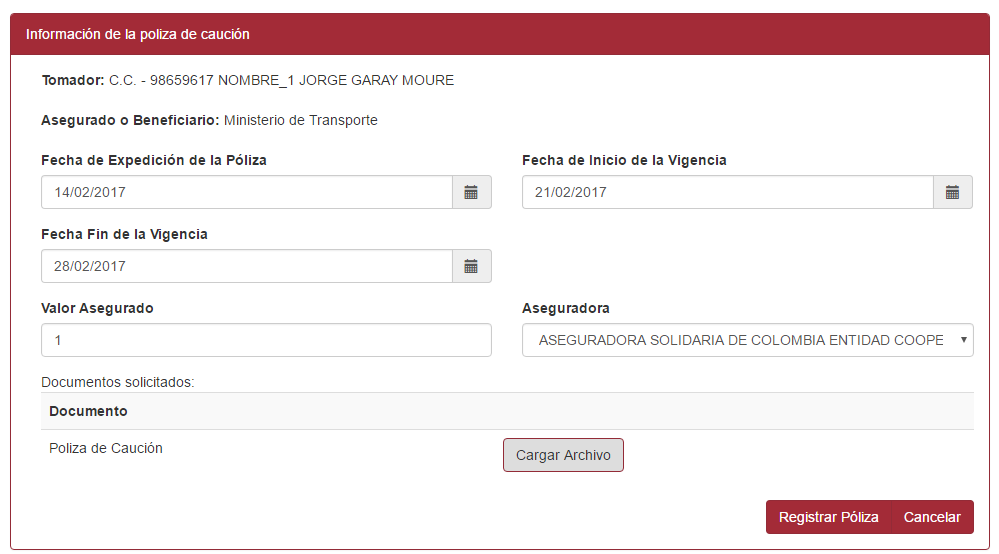 Información de la poliza de caución
Tomador: C.C. - 98659617 NOMBRE_1 JORGE GARAY MOURE
Asegurado o Beneficiario: Ministerio de Transporte
Fecha de Expedición de la Póliza
Fecha de Inicio de la Vigencia
14/02/2017
21/02/2017
Fecha Fin de la Vigencia
28/02/2017
Valor Asegurado
Aseguradora
1
ASEGURADORA SOLIDARIA DE COLOMBIA ENTIDAD COOPE
Documentos solicitados:
Documento
Poliza de Caución
Cargar Archivo
Registrar Póliza
Cancelar